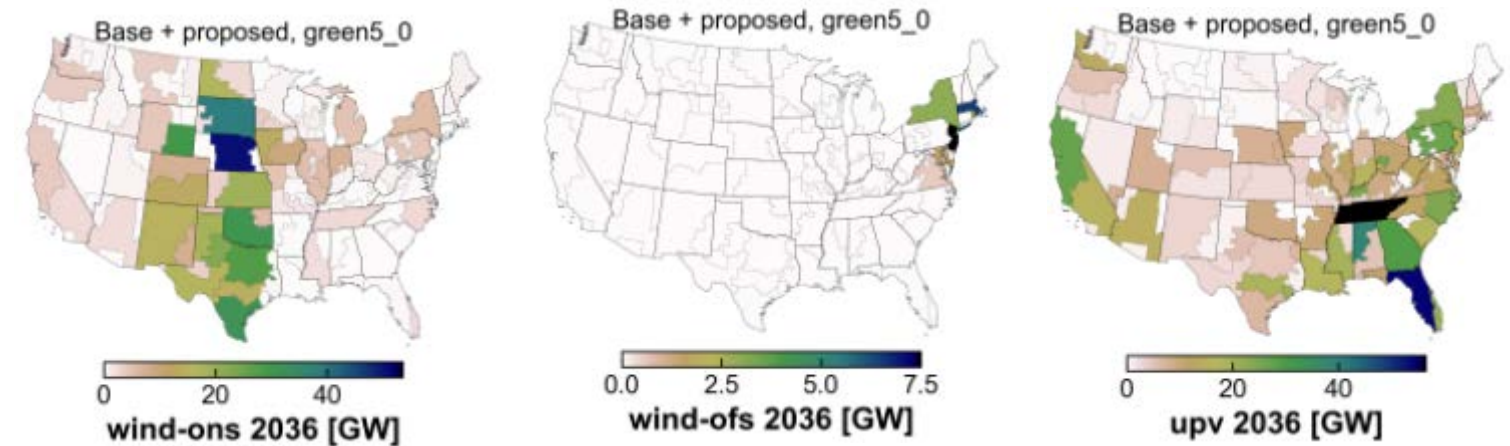 Base + proposed, green5_0
0 20 40
wind-ons 2036 [GW]
Base + proposed, green5_0
0.0 2.5 5.0 7.5
wind-ofs 2036 [GW]
Base + proposed, green5_0
0 20 40
upv 2036 [GW]